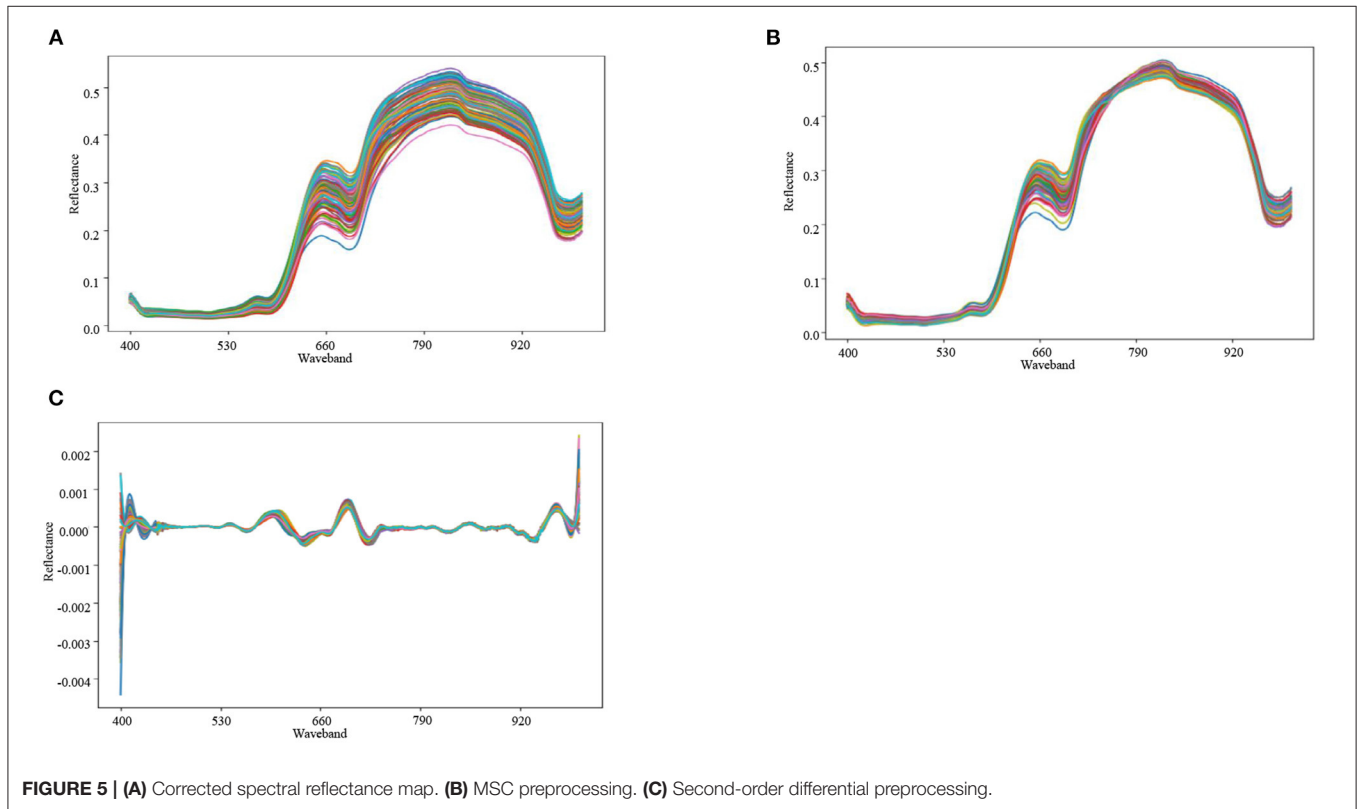 A
0.5
0.4
0.3
0.2
0.1
0.0
Reflectance
400 530 660 790 920
Waveband
B
0.5
0.4
0.3
0.2
0.1
0.0
Reflectance
400 530 660 790 920
Waveband
C
0.002
0.001
0.000
-0.001
-0.002
-0.003
-0.004
Reflectance
400 530 660 790 920
Waveband
FIGURE 5 | (A) Corrected spectral reflectance map. (B) MSC preprocessing. (C) Second-order differential preprocessing.